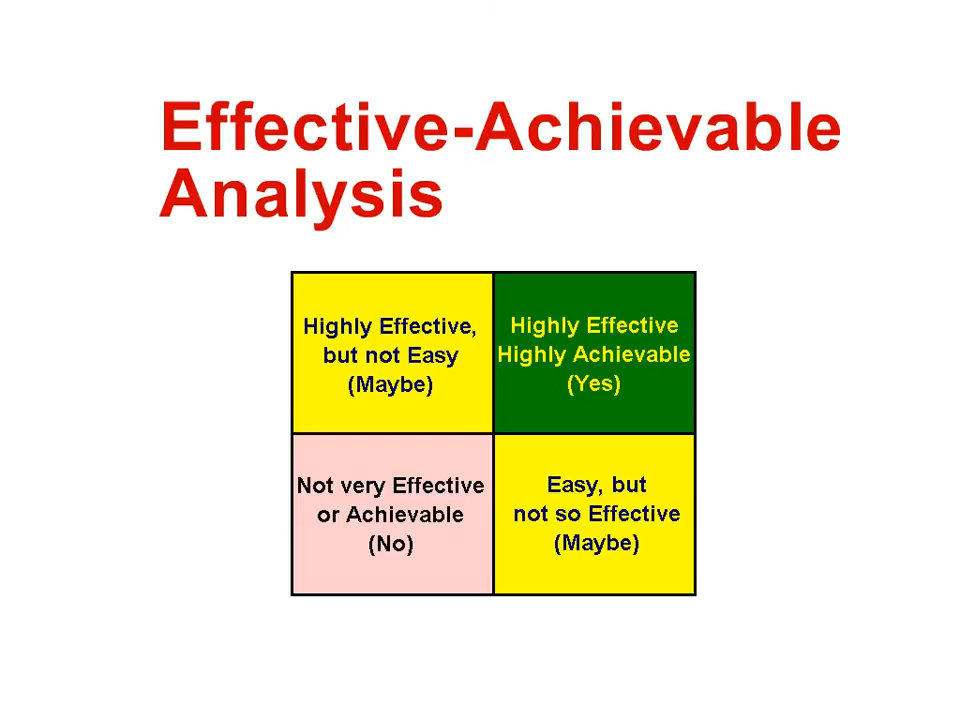 Effective-Achievable
Analysis
Highly Effective,
but not Easy
(Maybe)
Highly Effective
Highly Achievable
(Yes)
Not very Effective
or Achievable
(No)
Easy, but
not so Effective
(Maybe)